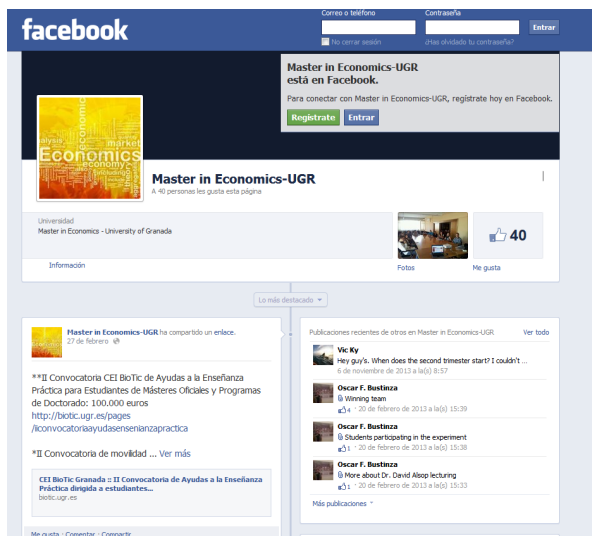 facebook
Correo o teléfono
Contraseña
Entrar
No cerrar sesión
¿Has olvidado tu contraseña?
Master in Economics-UGR
está en Facebook.
Para conectar con Master in Economics-UGR, regístrate hoy en Facebook.
Regístrate Entrar
economic
market
Economics
economy
including
theory
Master in Economics-UGR
A 40 personas les gusta esta página
Universidad
Master in Economics - University of Granada
40
Información
Fotos
Me gusta
Lo más destacado
Master in Economics-UGR ha compartido un enlace.
27 de febrero
**II Convocatoria CEI BioTic de Ayudas a la Enseñanza
Práctica para Estudiantes de Másteres Oficiales y Programas
de Doctorado: 100.000 euros
http://biotic.ugr.es/pages
/iiconvocatoriaayudasensenianzapractica
*II Convocatoria de movilidad ... Ver más
CEI BioTic Granada :: II Convocatoria de Ayudas a la Enseñanza
Práctica dirigida a estudiantes...
biotic.ugr.es
Me gusta · Comentar · Compartir
Publicaciones recientes de otros en Master in Economics-UGR
Ver todo
Vic Ky
Hey guy's. When does the second trimester start? I couldn't ...
6 de noviembre de 2013 a la(s) 8:57
Oscar F. Bustinza
Winning team
4 · 20 de febrero de 2013 a la(s) 15:39
Oscar F. Bustinza
Students participating in the experiment
1 · 20 de febrero de 2013 a la(s) 15:38
Oscar F. Bustinza
More about Dr. David Alsop lecturing
1 · 20 de febrero de 2013 a la(s) 15:33
Más publicaciones